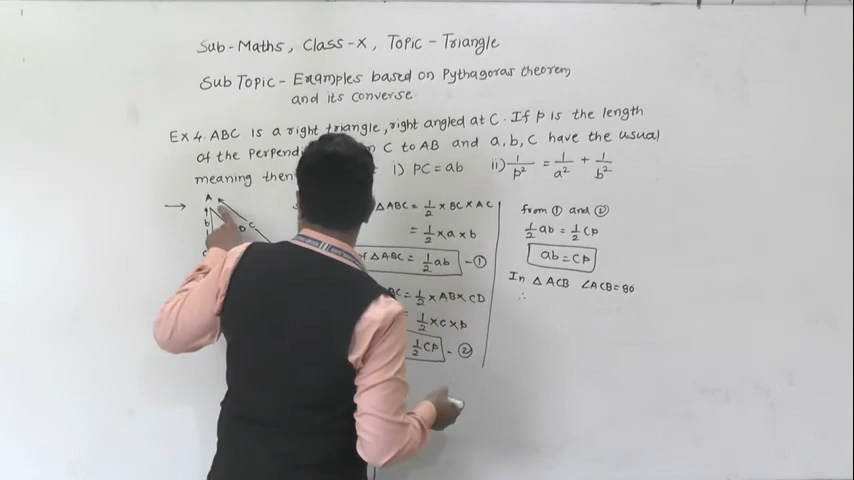 Sub-Maths, Class-X, Topic-Triangle
Sub Topic - Examples based on Pythagoras theorem
and its converse
EX 4. ABC is a right triangle, right angled at C. If p is the length
of the C to AB and a, b, c have the usual
meaning then i) PC = ab ii) 1/p² = 1/a² + 1/b²
A
b
D C
△ABC = 1/2 × BC × AC
= 1/2 × a × b
△ABC = 1/2 ab - ①
= 1/2 × AB × CD
1/2 × c × p
1/2 CP - ②
from ① and ②
1/2 ab = 1/2 CP
ab = CP
In △ ACB ∠ACB = 90
∴